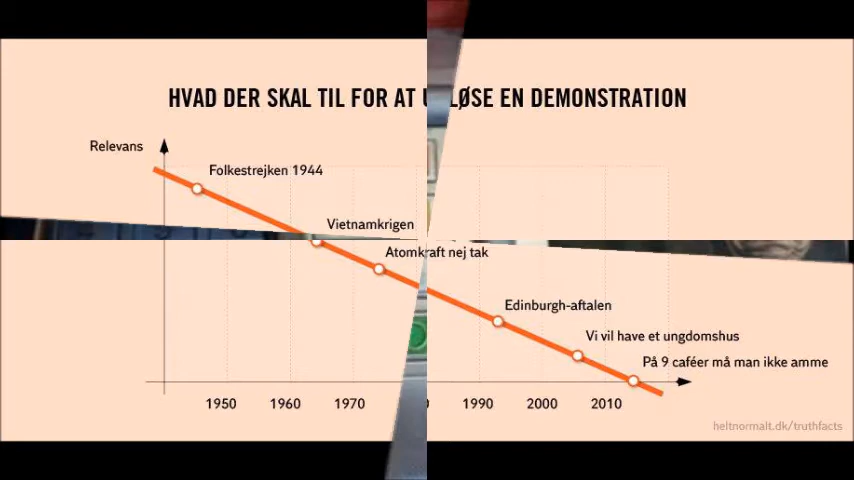 HVAD DER SKAL TIL FOR AT LØSE EN DEMONSTRATION
Relevans
Folkestrejken 1944
Vietnamkrigen
Atomkraft nej tak
Edinburgh-aftalen
Vi vil have et ungdomshus
På 9 caféer må man ikke amme
1950 1960 1970 1990 2000 2010
heltnormalt.dk/truthfacts